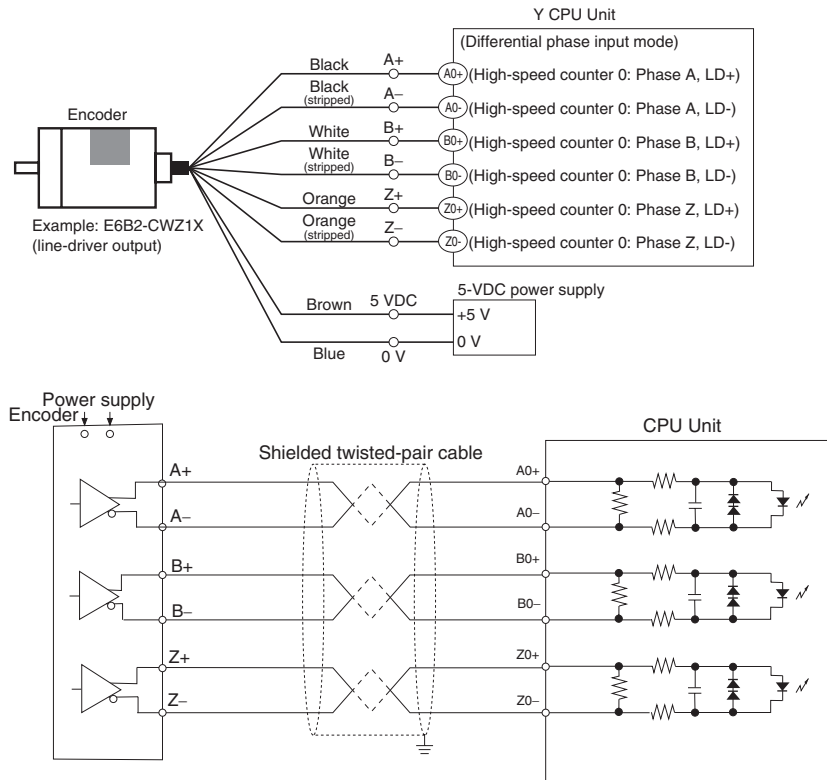 Y CPU Unit
(Differential phase input mode)
Black A+ A0+ (High-speed counter 0: Phase A, LD+)
Black (stripped) A− A0- (High-speed counter 0: Phase A, LD-)
Encoder
White B+ B0+ (High-speed counter 0: Phase B, LD+)
White (stripped) B− B0- (High-speed counter 0: Phase B, LD-)
Orange Z+ Z0+ (High-speed counter 0: Phase Z, LD+)
Orange (stripped) Z− Z0- (High-speed counter 0: Phase Z, LD-)
Example: E6B2-CWZ1X
(line-driver output)
5-VDC power supply
Brown 5 VDC +5 V
Blue 0 V 0 V
Power supply
Encoder
CPU Unit
Shielded twisted-pair cable
A+ A0+
A− A0−
B+ B0+
B− B0−
Z+ Z0+
Z− Z0−